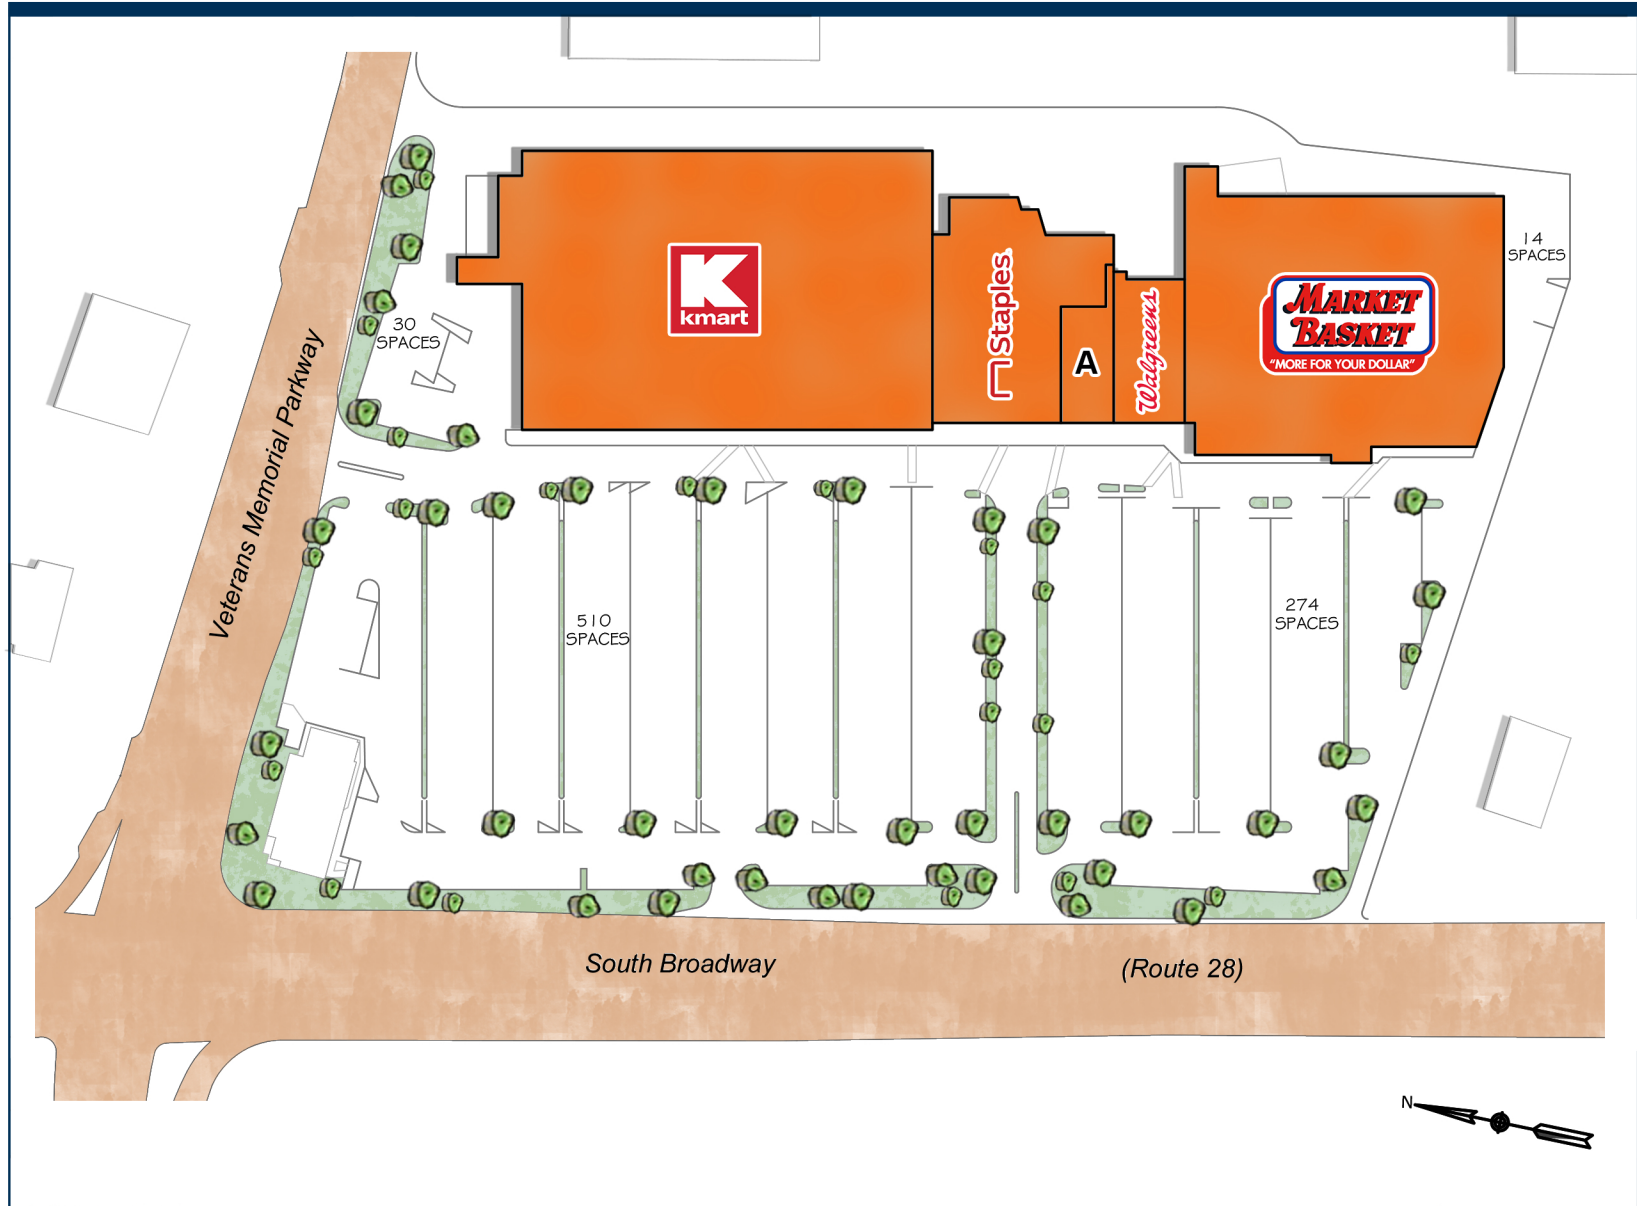 14
SPACES
30
SPACES
K
kmart
Staples
A
Walgreens
MARKET
BASKET
"MORE FOR YOUR DOLLAR"
Veterans Memorial Parkway
510
SPACES
274
SPACES
South Broadway
(Route 28)
N